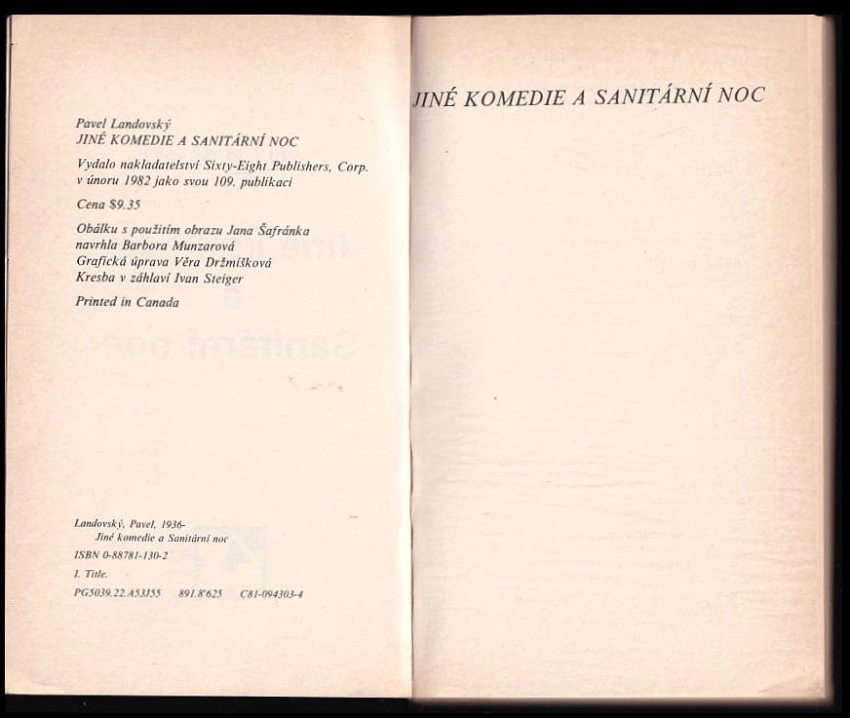 Pavel Landovský
JINÉ KOMEDIE A SANITÁRNÍ NOC
Vydalo nakladatelství Sixty-Eight Publishers, Corp.
v únoru 1982 jako svou 109. publikaci
Cena $9.35
Obálku s použitím obrazu Jana Šafránka
navrhla Barbora Munzarová
Grafická úprava Věra Držmíšková
Kresba v záhlaví Ivan Steiger
Printed in Canada
Landovský, Pavel, 1936-
Jiné komedie a Sanitární noc
ISBN 0-88781-130-2
I. Title.
PG5039.22.A53J55 891.8'625 C81-094303-4
JINÉ KOMEDIE A SANITÁRNÍ NOC